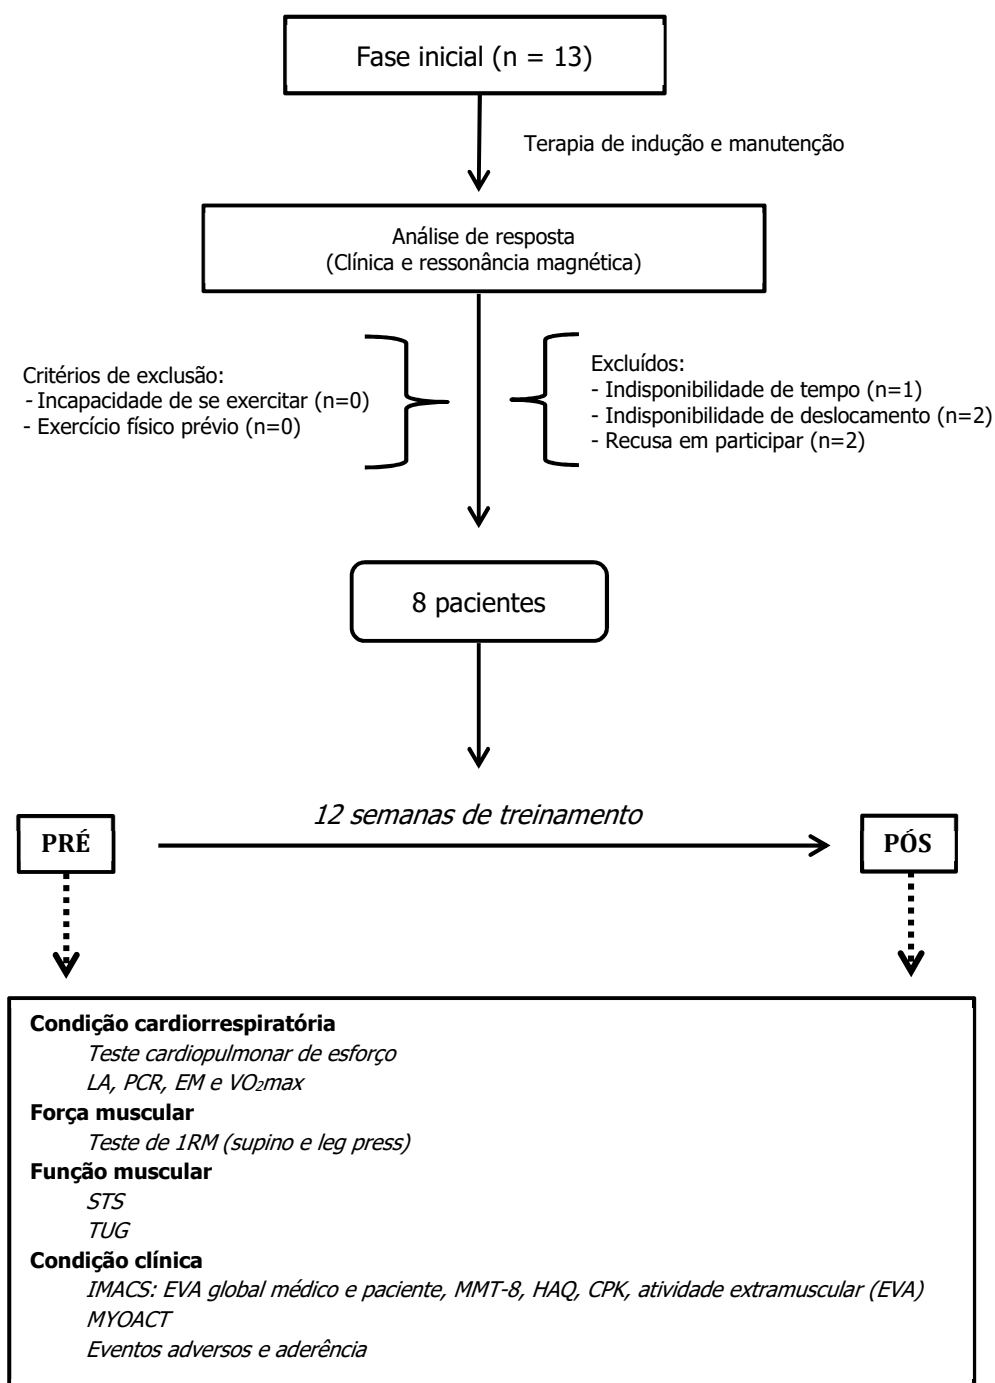 Fase inicial (n = 13)
Terapia de indução e manutenção
Análise de resposta
(Clínica e ressonância magnética)
Critérios de exclusão:
- Incapacidade de se exercitar (n=0)
- Exercício físico prévio (n=0)
Excluídos:
- Indisponibilidade de tempo (n=1)
- Indisponibilidade de deslocamento (n=2)
- Recusa em participar (n=2)
8 pacientes
12 semanas de treinamento
PRÉ
PÓS
Condição cardiorrespiratória
Teste cardiopulmonar de esforço
LA, PCR, EM e VO₂max
Força muscular
Teste de 1RM (supino e leg press)
Função muscular
STS
TUG
Condição clínica
IMACS: EVA global médico e paciente, MMT-8, HAQ, CPK, atividade extramuscular (EVA)
MYOACT
Eventos adversos e aderência